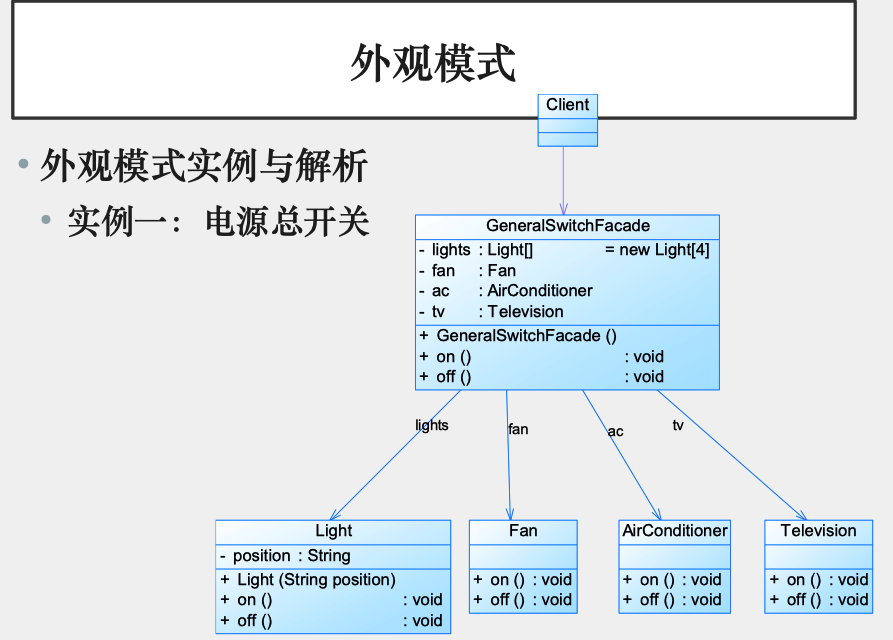 外观模式
Client
• 外观模式实例与解析
• 实例一：电源总开关
GeneralSwitchFacade
- lights : Light[] = new Light[4]
- fan : Fan
- ac : AirConditioner
- tv : Television
+ GeneralSwitchFacade ()
+ on () : void
+ off () : void
lights
fan
ac
tv
Light
- position : String
+ Light (String position)
+ on () : void
+ off () : void
Fan
+ on () : void
+ off () : void
AirConditioner
+ on () : void
+ off () : void
Television
+ on () : void
+ off () : void